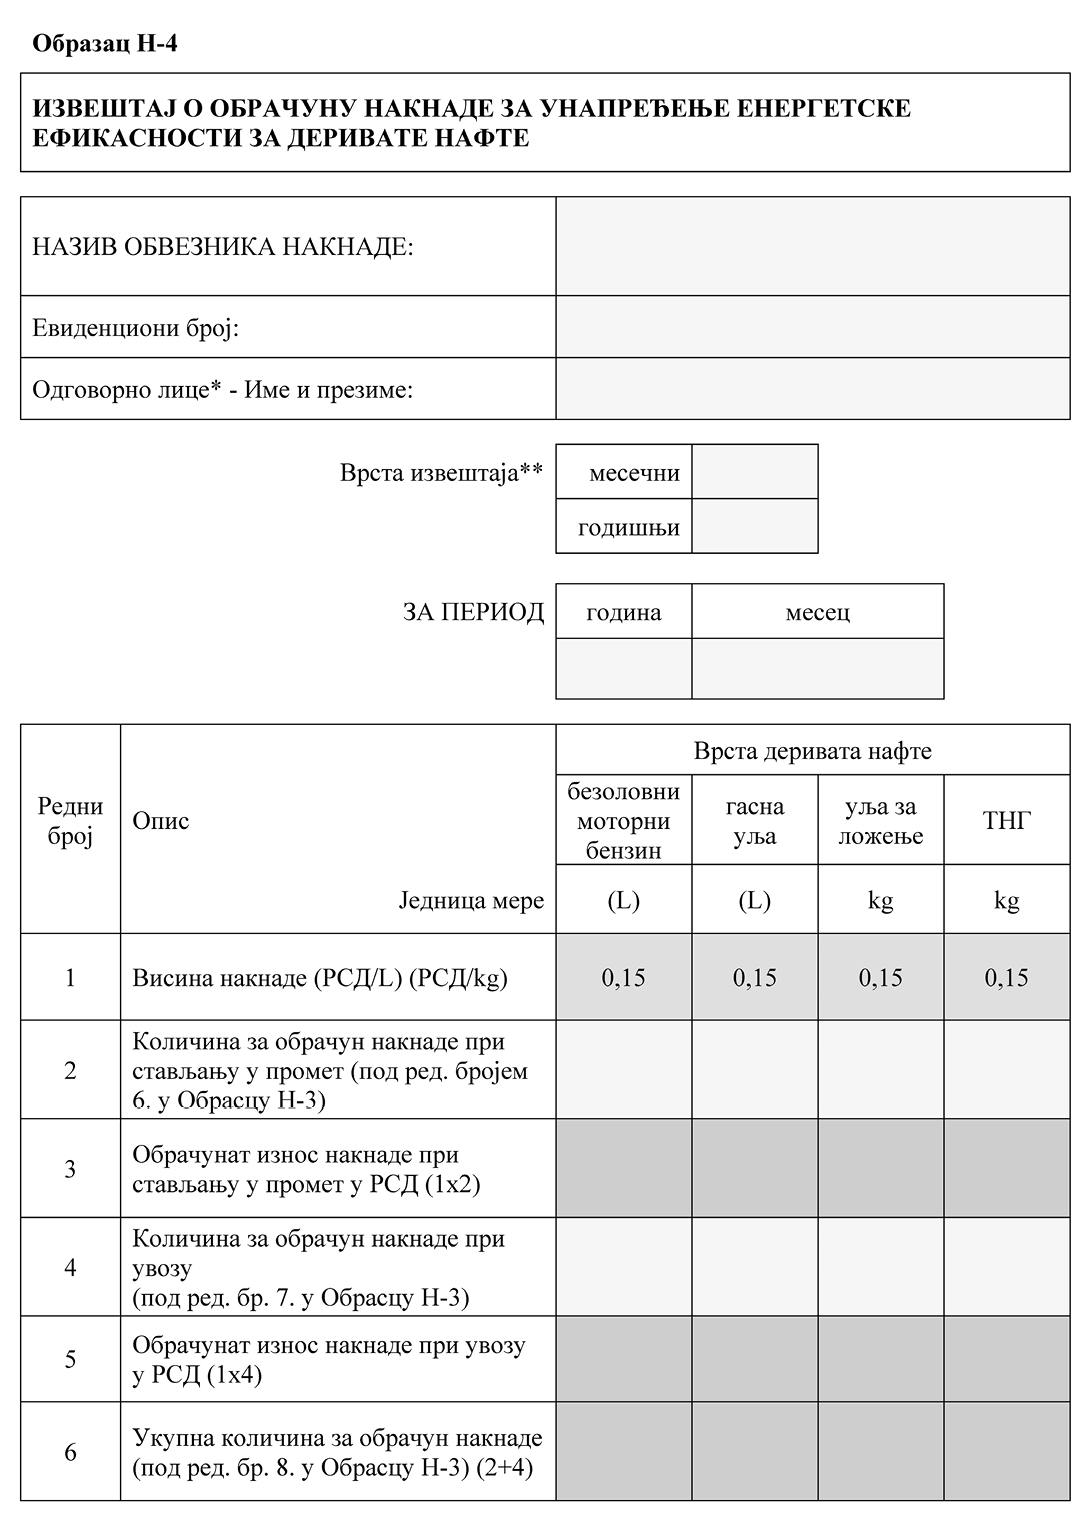 Образац Н-4
ИЗВЕШТАЈ О ОБРАЧУНУ НАКНАДЕ ЗА УНАПРЕЂЕЊЕ ЕНЕРГЕТСКЕ
ЕФИКАСНОСТИ ЗА ДЕРИВАТЕ НАФТЕ
НАЗИВ ОБВЕЗНИКА НАКНАДЕ:
Евиденциони број:
Одговорно лице* - Име и презиме:
Врста извештаја** месечни
годишњи
ЗА ПЕРИОД година месец
Врста деривата нафте
Редни
број
Опис
безоловни
моторни
бензин
гасна
уља
уља за
ложење
ТНГ
Јединица мере (L) (L) kg kg
1 Висина накнаде (РСД/L) (РСД/kg) 0,15 0,15 0,15 0,15
Количина за обрачун накнаде при
2 стављању у промет (под ред. бројем
6. у Обрасцу Н-3)
3 Обрачунат износ накнаде при
стављању у промет у РСД (1x2)
Количина за обрачун накнаде при
4 увозу
(под ред. бр. 7. у Обрасцу Н-3)
5 Обрачунат износ накнаде при увозу
у РСД (1x4)
6 Укупна количина за обрачун накнаде
(под ред. бр. 8. у Обрасцу Н-3) (2+4)